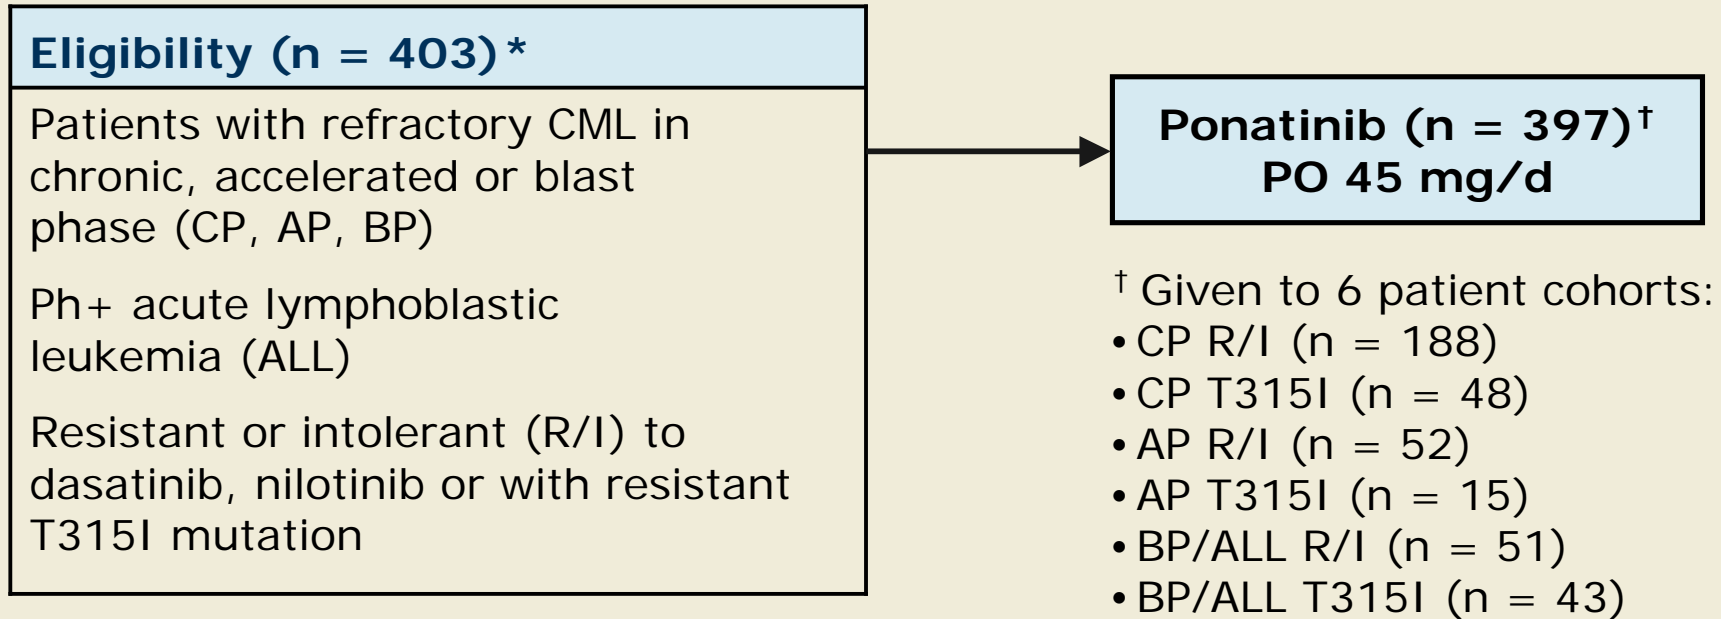 Eligibility (n = 403)*
Patients with refractory CML in
chronic, accelerated or blast
phase (CP, AP, BP)
Ph+ acute lymphoblastic
leukemia (ALL)
Resistant or intolerant (R/I) to
dasatinib, nilotinib or with resistant
T315I mutation
Ponatinib (n = 397)†
PO 45 mg/d
† Given to 6 patient cohorts:
• CP R/I (n = 188)
• CP T315I (n = 48)
• AP R/I (n = 52)
• AP T315I (n = 15)
• BP/ALL R/I (n = 51)
• BP/ALL T315I (n = 43)